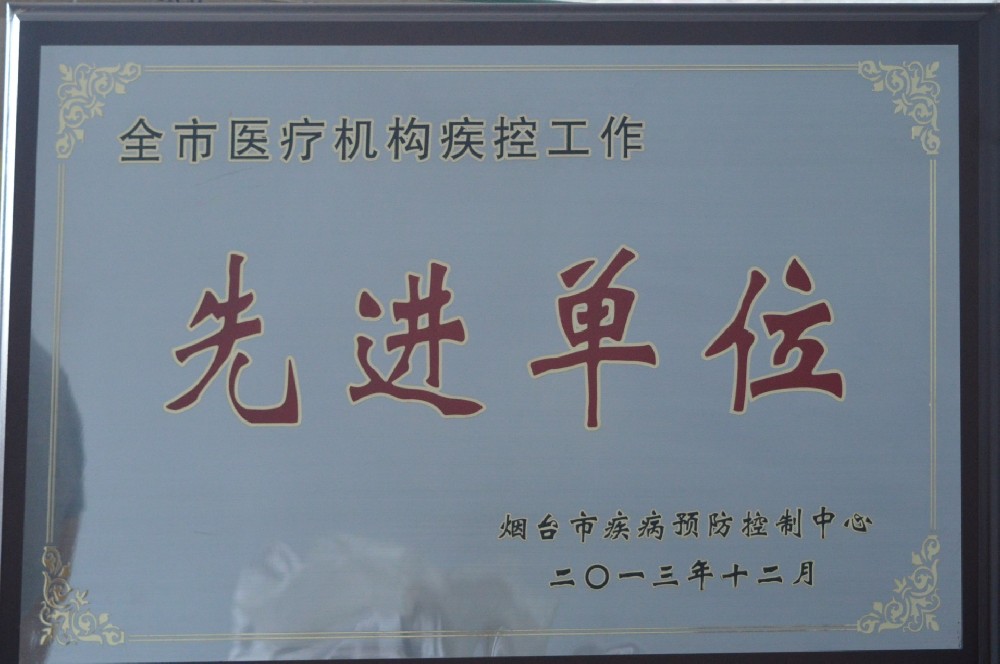 全市医疗机构疾控工作
先进单位
烟台市疾病预防控制中心
二〇一三年十二月